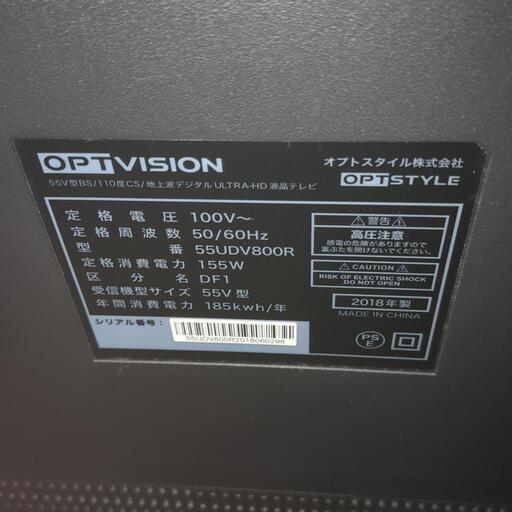 OPTVISION
オプトスタイル株式会社
55V型BS/110度CS/地上波デジタル ULTRA-HD 液晶テレビ
OPTSTYLE
定格電圧 100V～
定格周波数 50/60Hz
型番 55UDV800R
定格消費電力 155W
区分名 DF1
受信機型サイズ 55V型
年間消費電力 185kwh/年
シリアル番号：
55UDV800R2018060298
警告
高圧注意
感電の危険がありますので
裏ぶたを開けないでください。
CAUTION
RISK OF ELECTRIC SHOCK
DO NOT OPEN
2018年製
MADE IN CHINA
PS
E